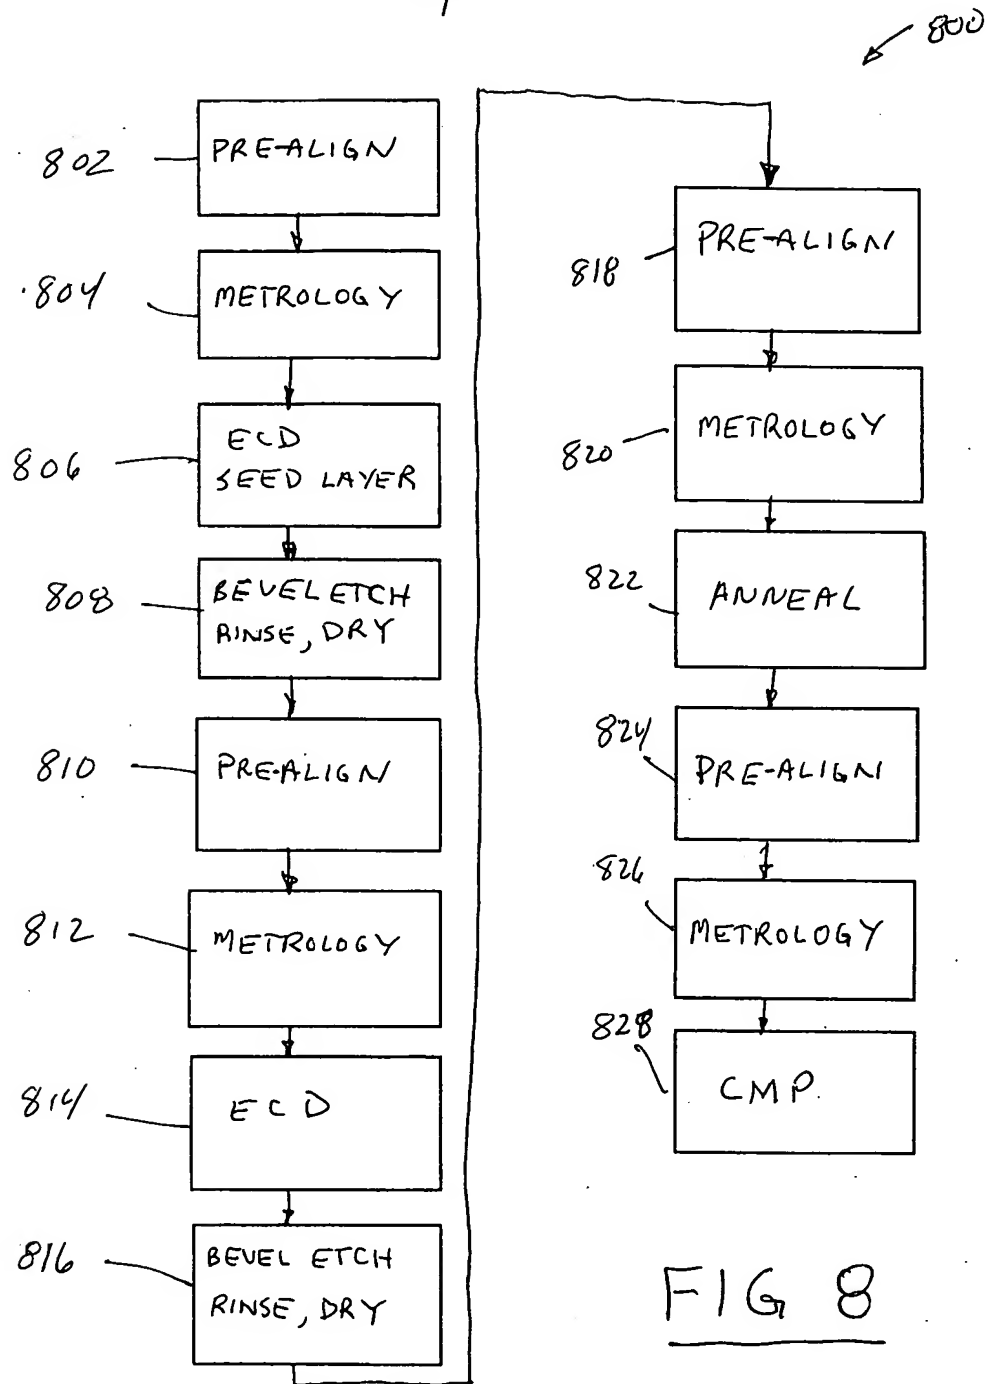 800
802
PRE-ALIGN
804
METROLOGY
806
ECD
SEED LAYER
808
BEVEL ETCH
RINSE, DRY
810
PRE-ALIGN
812
METROLOGY
814
ECD
816
BEVEL ETCH
RINSE, DRY
818
PRE-ALIGN
820
METROLOGY
822
ANNEAL
824
PRE-ALIGN
826
METROLOGY
828
CMP.
FIG 8